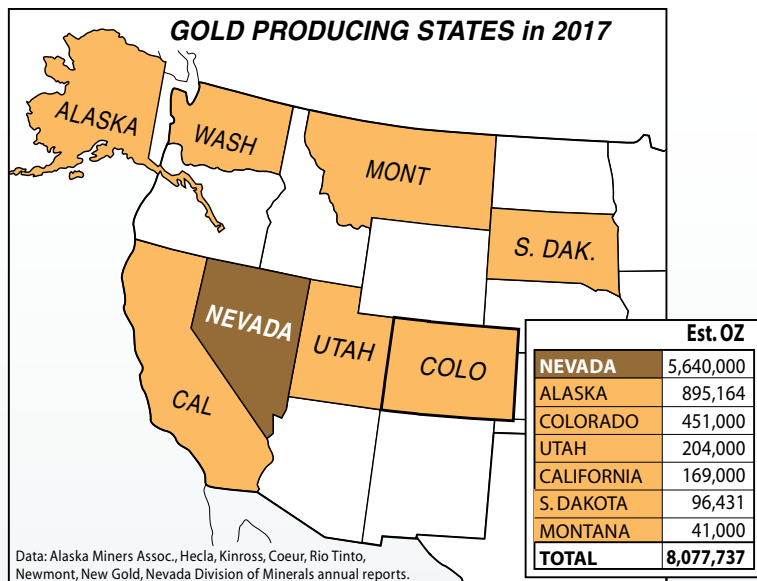 GOLD PRODUCING STATES in 2017
ALASKA
WASH
MONT
S. DAK.
NEVADA
UTAH
COLO
CAL
Est. OZ
NEVADA 5,640,000
ALASKA 895,164
COLORADO 451,000
UTAH 204,000
CALIFORNIA 169,000
S. DAKOTA 96,431
MONTANA 41,000
TOTAL 8,077,737
Data: Alaska Miners Assoc., Hecla, Kinross, Coeur, Rio Tinto,
Newmont, New Gold, Nevada Division of Minerals annual reports.